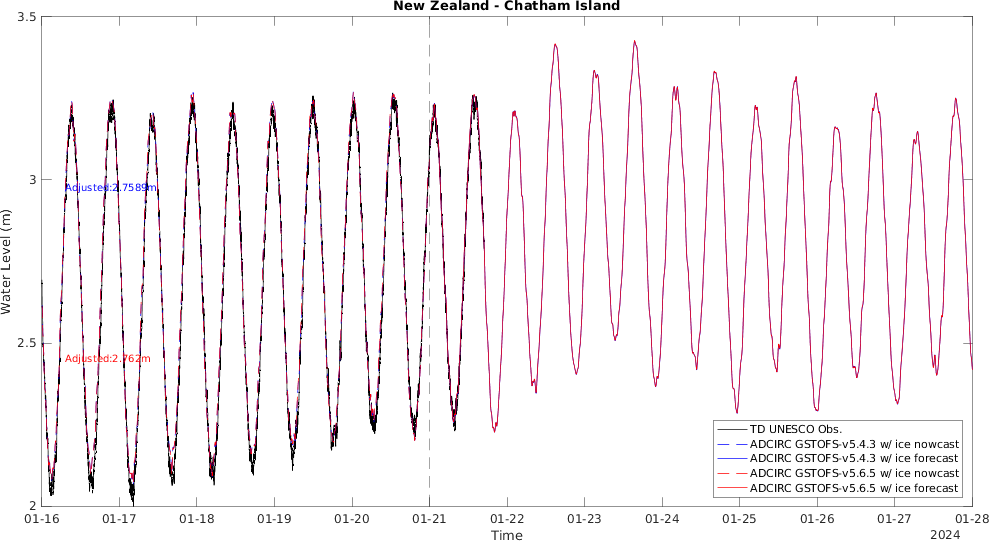 New Zealand - Chatham Island
3.5
3
2.5
2
Water Level (m)
Adjusted:2.7589m
Adjusted:2.762m
TD UNESCO Obs.
ADCIRC GSTOFS-v5.4.3 w/ ice nowcast
ADCIRC GSTOFS-v5.4.3 w/ ice forecast
ADCIRC GSTOFS-v5.6.5 w/ ice nowcast
ADCIRC GSTOFS-v5.6.5 w/ ice forecast
01-16 01-17 01-18 01-19 01-20 01-21 01-22 01-23 01-24 01-25 01-26 01-27 01-28
Time
2024